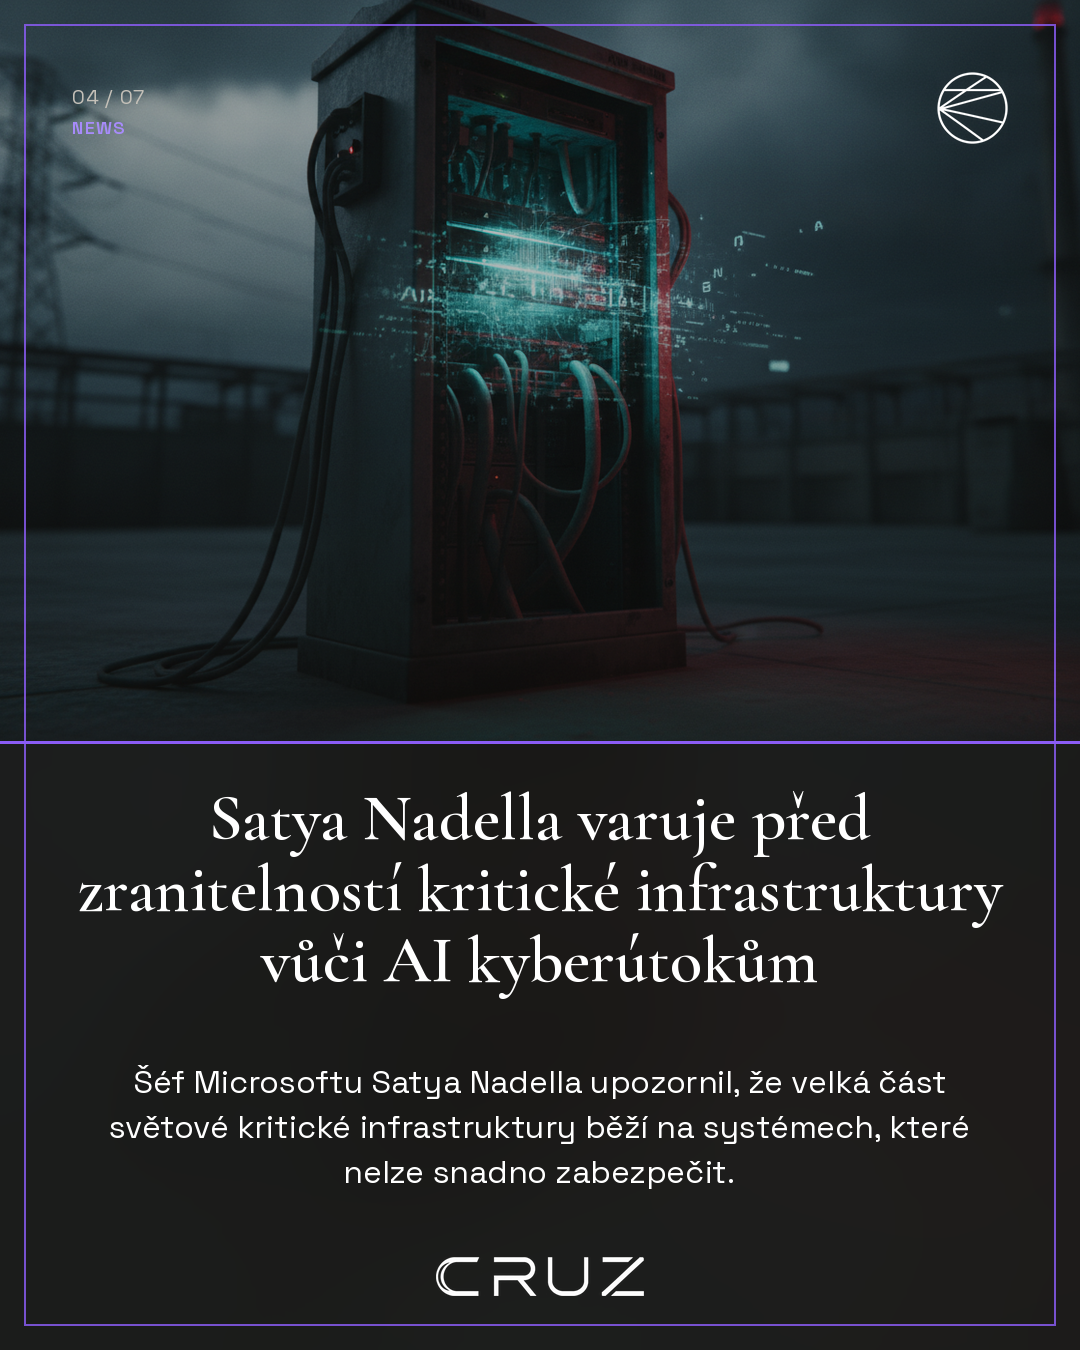 04 / 07
NEWS
Satya Nadella varuje před
zranitelností kritické infrastruktury
vůči AI kyberútokům
Šéf Microsoftu Satya Nadella upozornil, že velká část
světové kritické infrastruktury běží na systémech, které
nelze snadno zabezpečit.
CRUZ